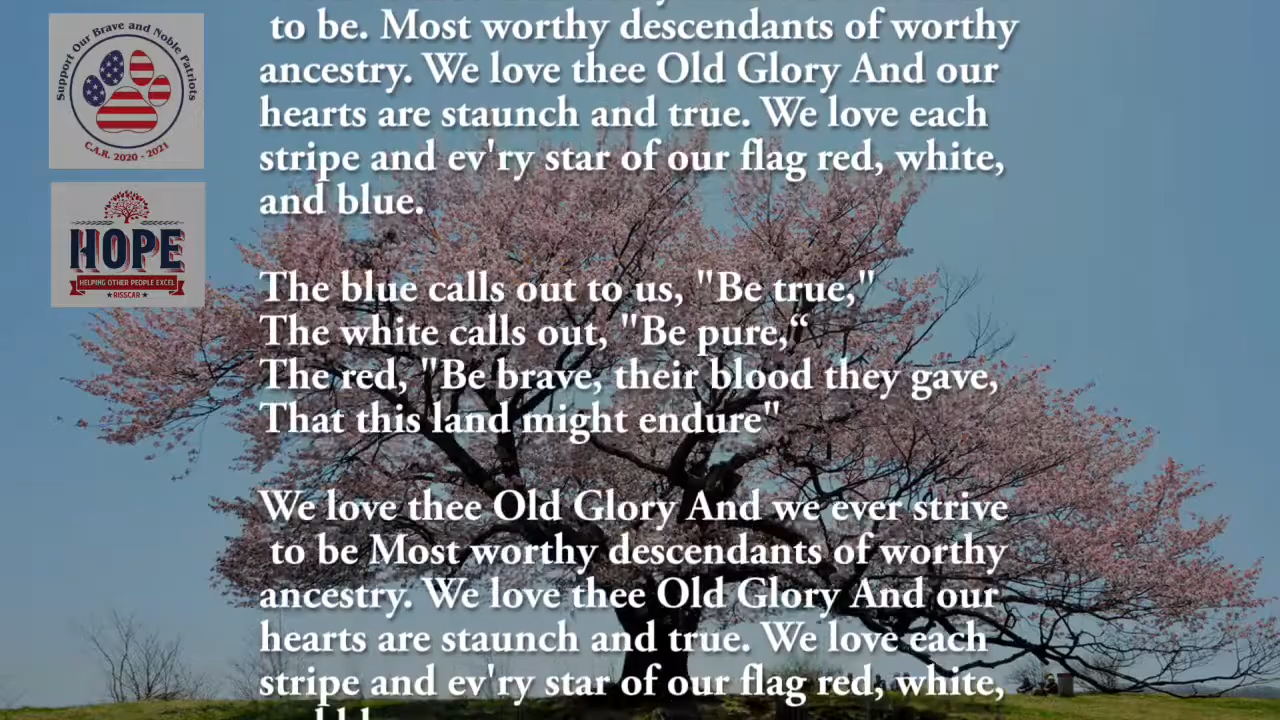 Support Our Brave and Noble Patriots
C.A.R. 2020 - 2021
HOPE
HELPING OTHER PEOPLE EXCEL
★RISSCAR★
to be. Most worthy descendants of worthy
ancestry. We love thee Old Glory And our
hearts are staunch and true. We love each
stripe and ev'ry star of our flag red, white,
and blue.
The blue calls out to us, "Be true,"
The white calls out, "Be pure,“
The red, "Be brave, their blood they gave,
That this land might endure"
We love thee Old Glory And we ever strive
to be Most worthy descendants of worthy
ancestry. We love thee Old Glory And our
hearts are staunch and true. We love each
stripe and ev'ry star of our flag red, white,